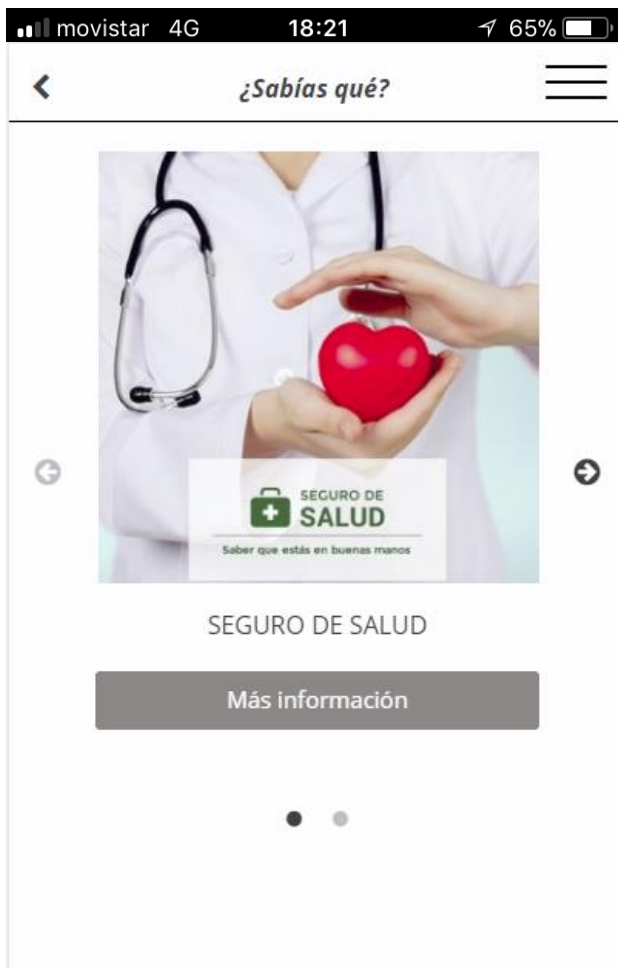 movistar 4G 18:21 65%
¿Sabías qué?
SEGURO DE
SALUD
Saber que estás en buenas manos
SEGURO DE SALUD
Más información